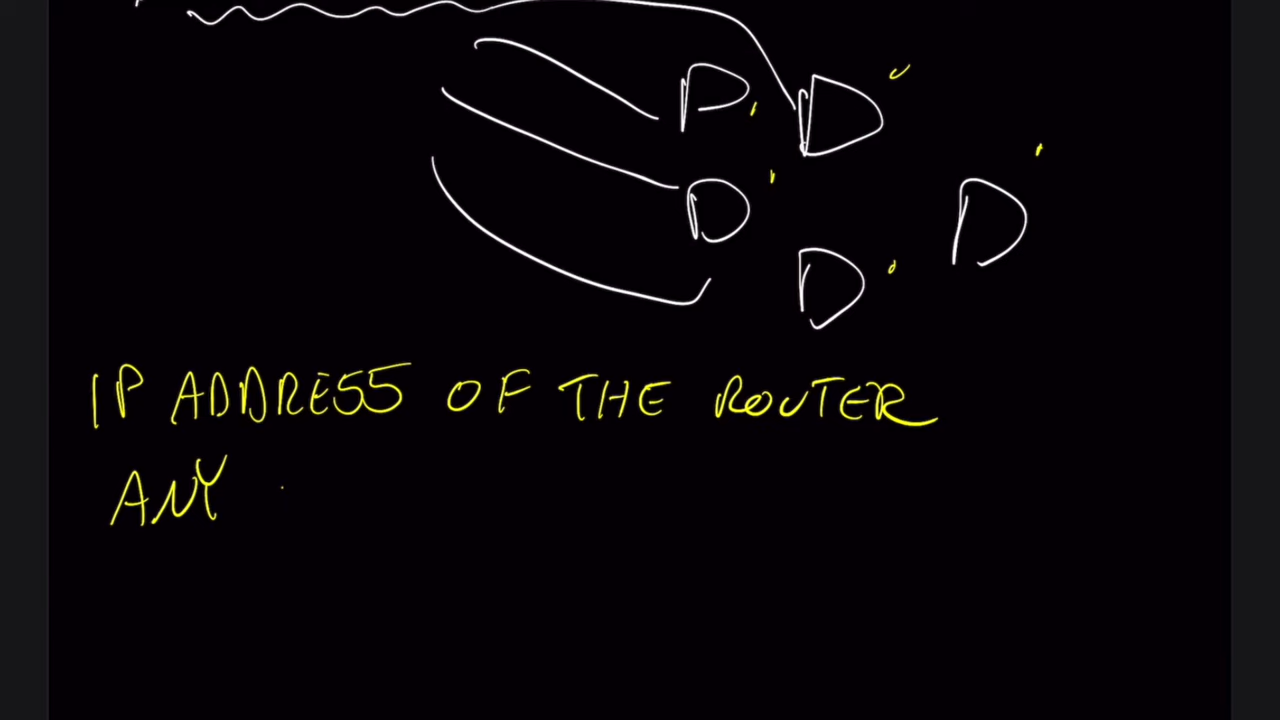 P D
D D
D
IP ADDRESS OF THE ROUTER
ANY